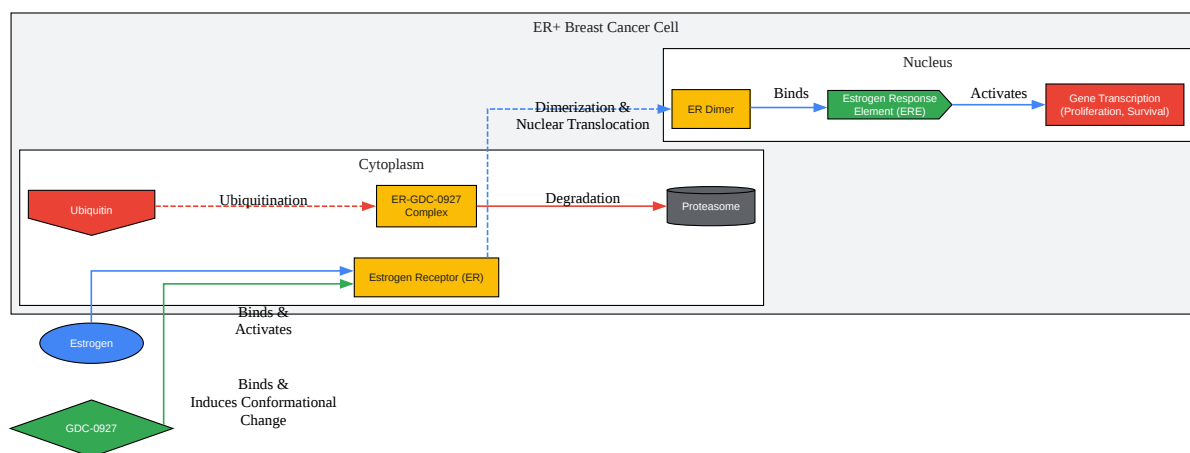 ER+ Breast Cancer Cell
Nucleus
Dimerization &
Nuclear Translocation
ER Dimer
Binds
Estrogen Response
Element (ERE)
Activates
Gene Transcription
(Proliferation, Survival)
Cytoplasm
Ubiquitin
Ubiquitination
ER-GDC-0927
Complex
Degradation
Proteasome
Estrogen Receptor (ER)
Binds &
Activates
Estrogen
Binds &
Induces Conformational
Change
GDC-0927